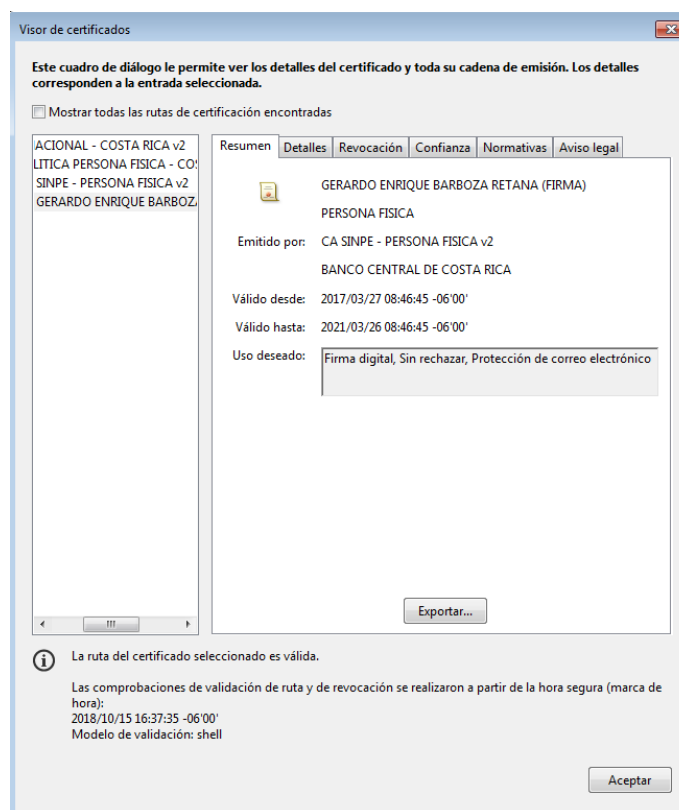 Visor de certificados
Este cuadro de diálogo le permite ver los detalles del certificado y toda su cadena de emisión. Los detalles
corresponden a la entrada seleccionada.
Mostrar todas las rutas de certificación encontradas
ACIONAL - COSTA RICA v2
LITICA PERSONA FISICA - CO
SINPE - PERSONA FISICA v2
GERARDO ENRIQUE BARBOZ
Resumen Detalles Revocación Confianza Normativas Aviso legal
GERARDO ENRIQUE BARBOZA RETANA (FIRMA)
PERSONA FISICA
Emitido por: CA SINPE - PERSONA FISICA v2
BANCO CENTRAL DE COSTA RICA
Válido desde: 2017/03/27 08:46:45 -06'00'
Válido hasta: 2021/03/26 08:46:45 -06'00'
Uso deseado: Firma digital, Sin rechazar, Protección de correo electrónico
Exportar...
La ruta del certificado seleccionado es válida.
Las comprobaciones de validación de ruta y de revocación se realizaron a partir de la hora segura (marca de
hora):
2018/10/15 16:37:35 -06'00'
Modelo de validación: shell
Aceptar